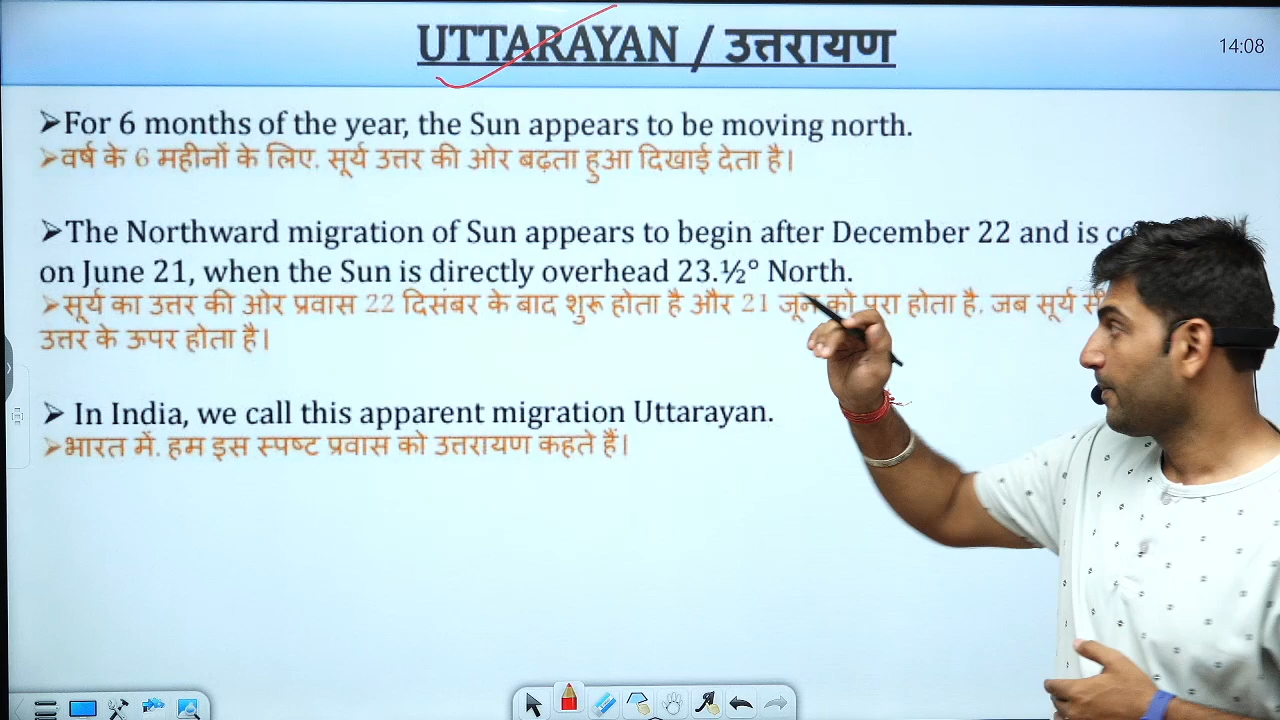 UTTARAYAN / उत्तरायण
14:08
➢For 6 months of the year, the Sun appears to be moving north.
➢वर्ष के 6 महीनों के लिए, सूर्य उत्तर की ओर बढ़ता हुआ दिखाई देता है।
➢The Northward migration of Sun appears to begin after December 22 and is
on June 21, when the Sun is directly overhead 23.½° North.
➢सूर्य का उत्तर की ओर प्रवास 22 दिसंबर के बाद शुरू होता है और 21 जून को पूरा होता है, जब सूर्य
उत्तर के ऊपर होता है।
➢ In India, we call this apparent migration Uttarayan.
➢भारत में, हम इस स्पष्ट प्रवास को उत्तरायण कहते हैं।